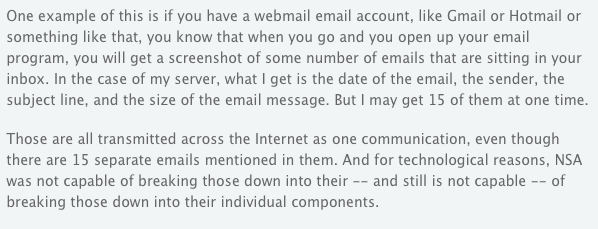 One example of this is if you have a webmail email account, like Gmail or Hotmail or
something like that, you know that when you go and you open up your email
program, you will get a screenshot of some number of emails that are sitting in your
inbox. In the case of my server, what I get is the date of the email, the sender, the
subject line, and the size of the email message. But I may get 15 of them at one time.
Those are all transmitted across the Internet as one communication, even though
there are 15 separate emails mentioned in them. And for technological reasons, NSA
was not capable of breaking those down into their -- and still is not capable -- of
breaking those down into their individual components.